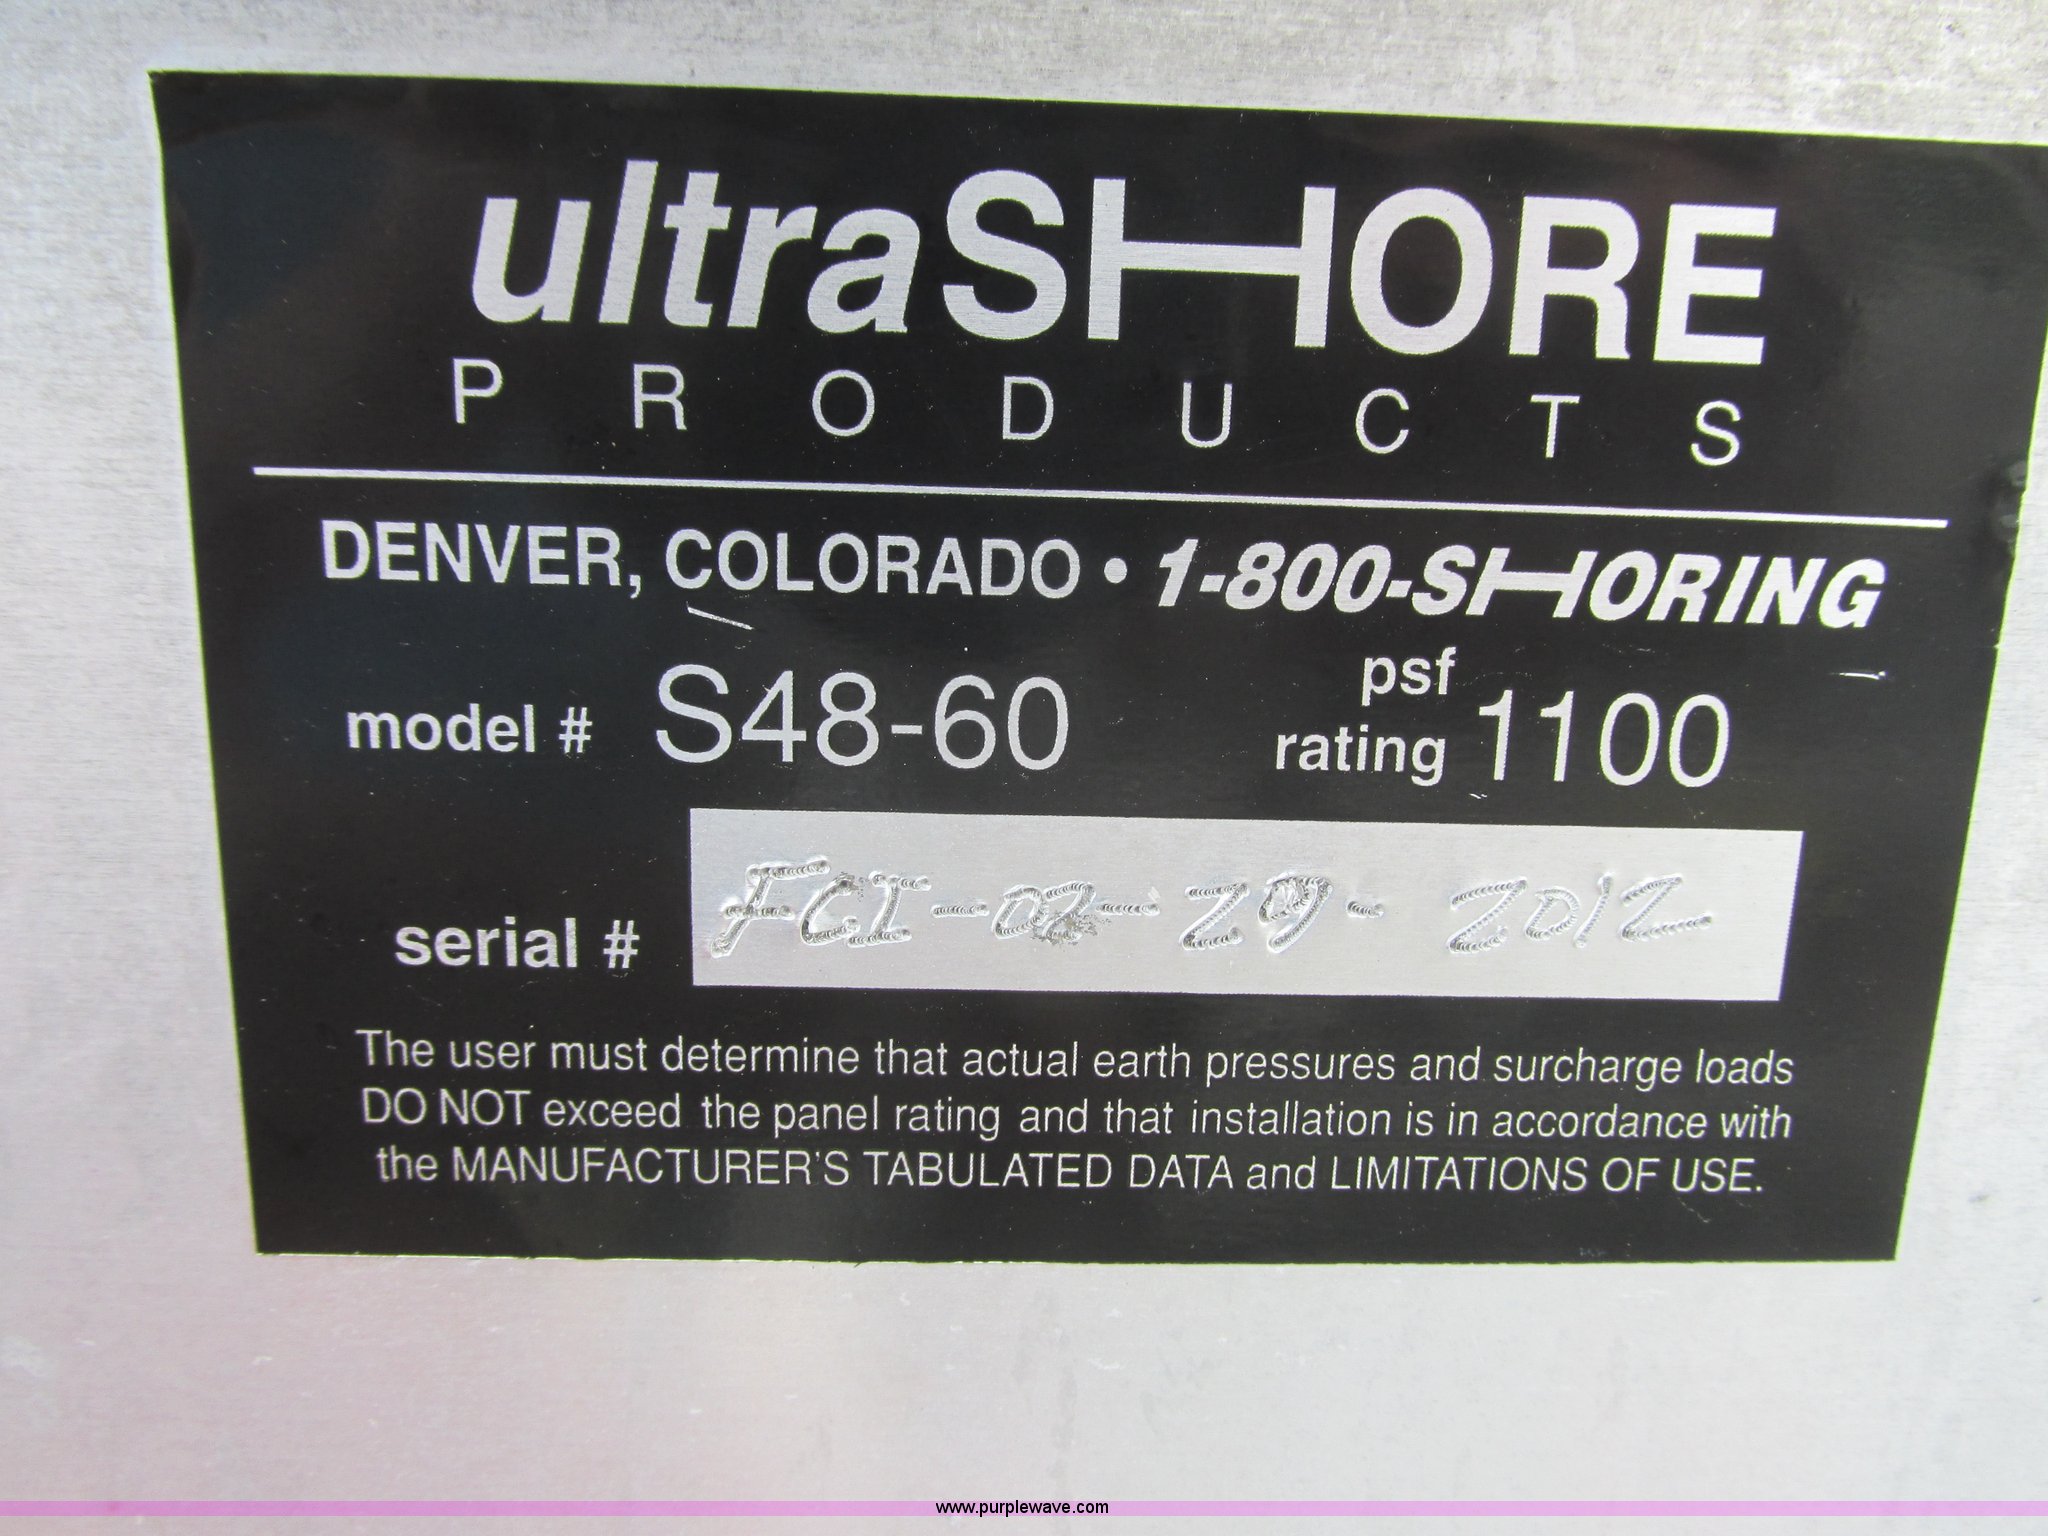 ultraSHORE
PRODUCTS
DENVER, COLORADO • 1-800-SHORING
model # S48-60 psf rating 1100
serial # FCI-02-29-2012
The user must determine that actual earth pressures and surcharge loads
DO NOT exceed the panel rating and that installation is in accordance with
the MANUFACTURER'S TABULATED DATA and LIMITATIONS OF USE.
www.purplewave.com